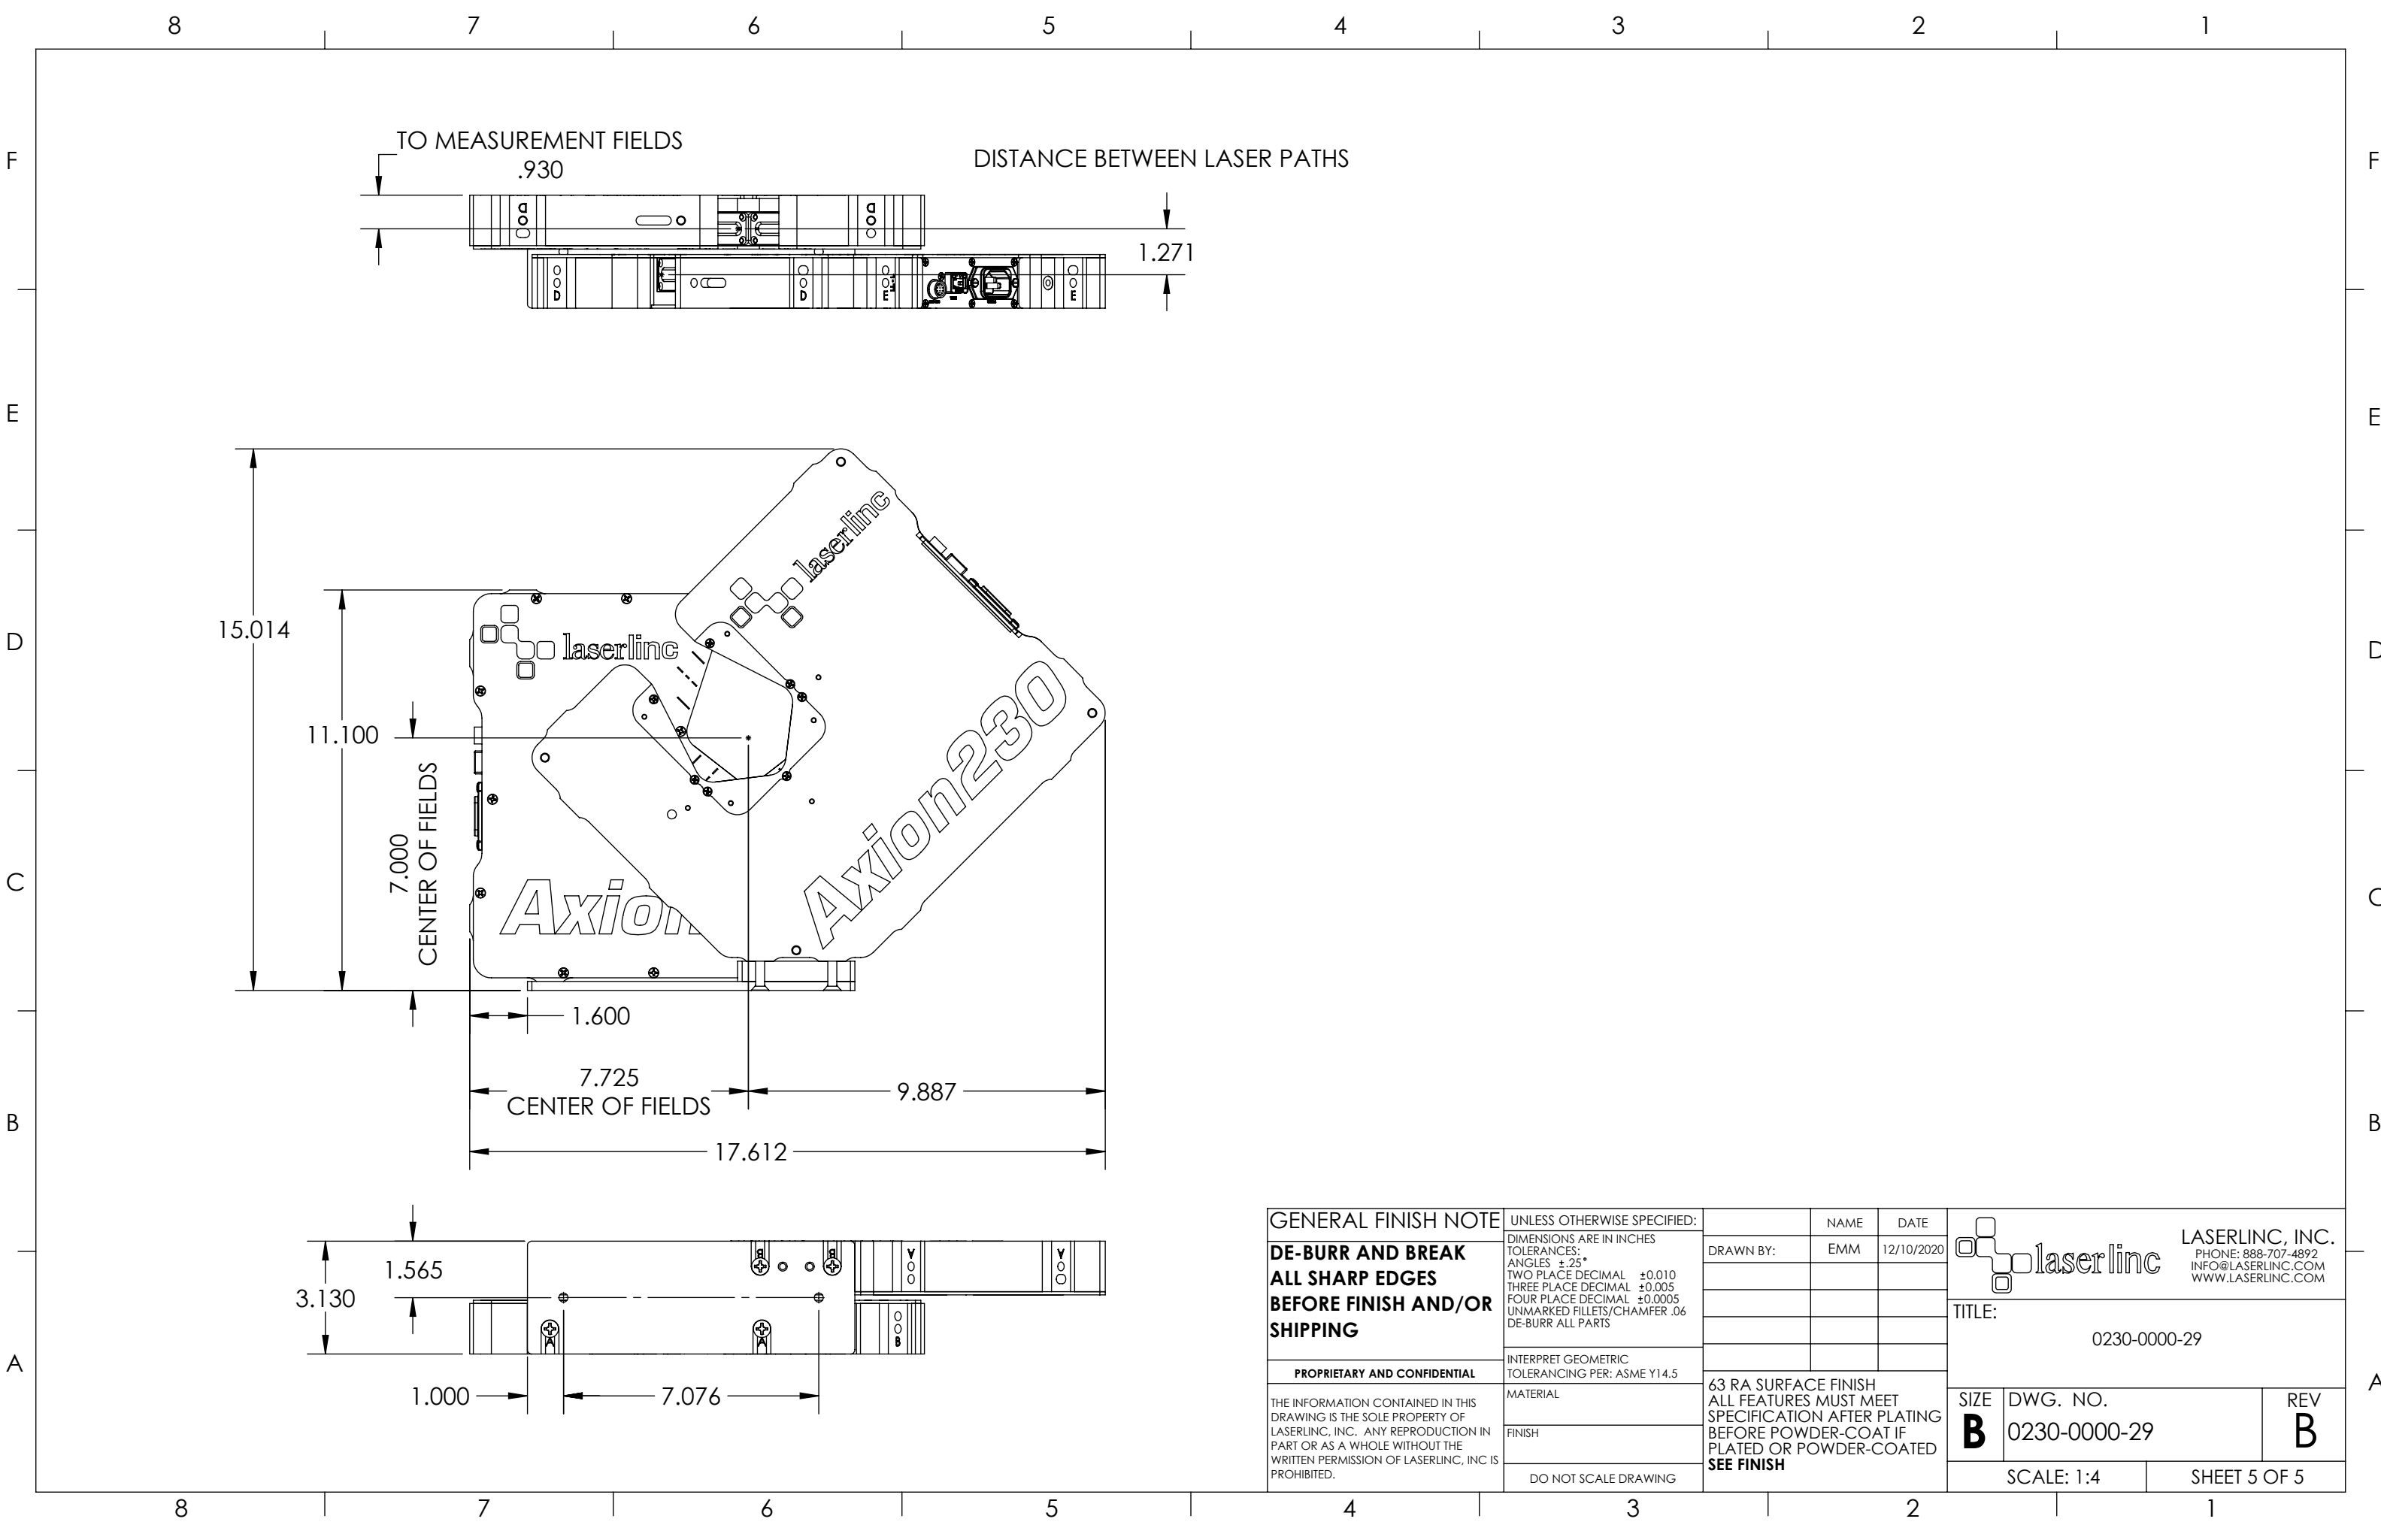 8 7 6 5 4 3 2 1
F F
E E
D D
C C
B B
A A
TO MEASUREMENT FIELDS
.930
DISTANCE BETWEEN LASER PATHS
1.271
D
D
D
D
E
E
15.014
11.100
7.000
CENTER OF FIELDS
laserlinc
laserlinc
Axion230
Axion
1.600
7.725
CENTER OF FIELDS
9.887
17.612
1.565
3.130
B
B
A
A
A
A
B
1.000
7.076
GENERAL FINISH NOTE
DE-BURR AND BREAK
ALL SHARP EDGES
BEFORE FINISH AND/OR
SHIPPING
PROPRIETARY AND CONFIDENTIAL
THE INFORMATION CONTAINED IN THIS
DRAWING IS THE SOLE PROPERTY OF
LASERLINC, INC. ANY REPRODUCTION IN
PART OR AS A WHOLE WITHOUT THE
WRITTEN PERMISSION OF LASERLINC, INC IS
PROHIBITED.
UNLESS OTHERWISE SPECIFIED:
DIMENSIONS ARE IN INCHES
TOLERANCES:
ANGLES ±.25°
TWO PLACE DECIMAL ±0.010
THREE PLACE DECIMAL ±0.005
FOUR PLACE DECIMAL ±0.0005
UNMARKED FILLETS/CHAMFER .06
DE-BURR ALL PARTS
INTERPRET GEOMETRIC
TOLERANCING PER: ASME Y14.5
MATERIAL
FINISH
DO NOT SCALE DRAWING
NAME DATE
DRAWN BY: EMM 12/10/2020
63 RA SURFACE FINISH
ALL FEATURES MUST MEET
SPECIFICATION AFTER PLATING
BEFORE POWDER-COAT IF
PLATED OR POWDER-COATED
SEE FINISH
laserlinc
LASERLINC, INC.
PHONE: 888-707-4892
INFO@LASERLINC.COM
WWW.LASERLINC.COM
TITLE:
0230-0000-29
SIZE
B
DWG. NO.
0230-0000-29
REV
B
SCALE: 1:4
SHEET 5 OF 5
8 7 6 5 4 3 2 1